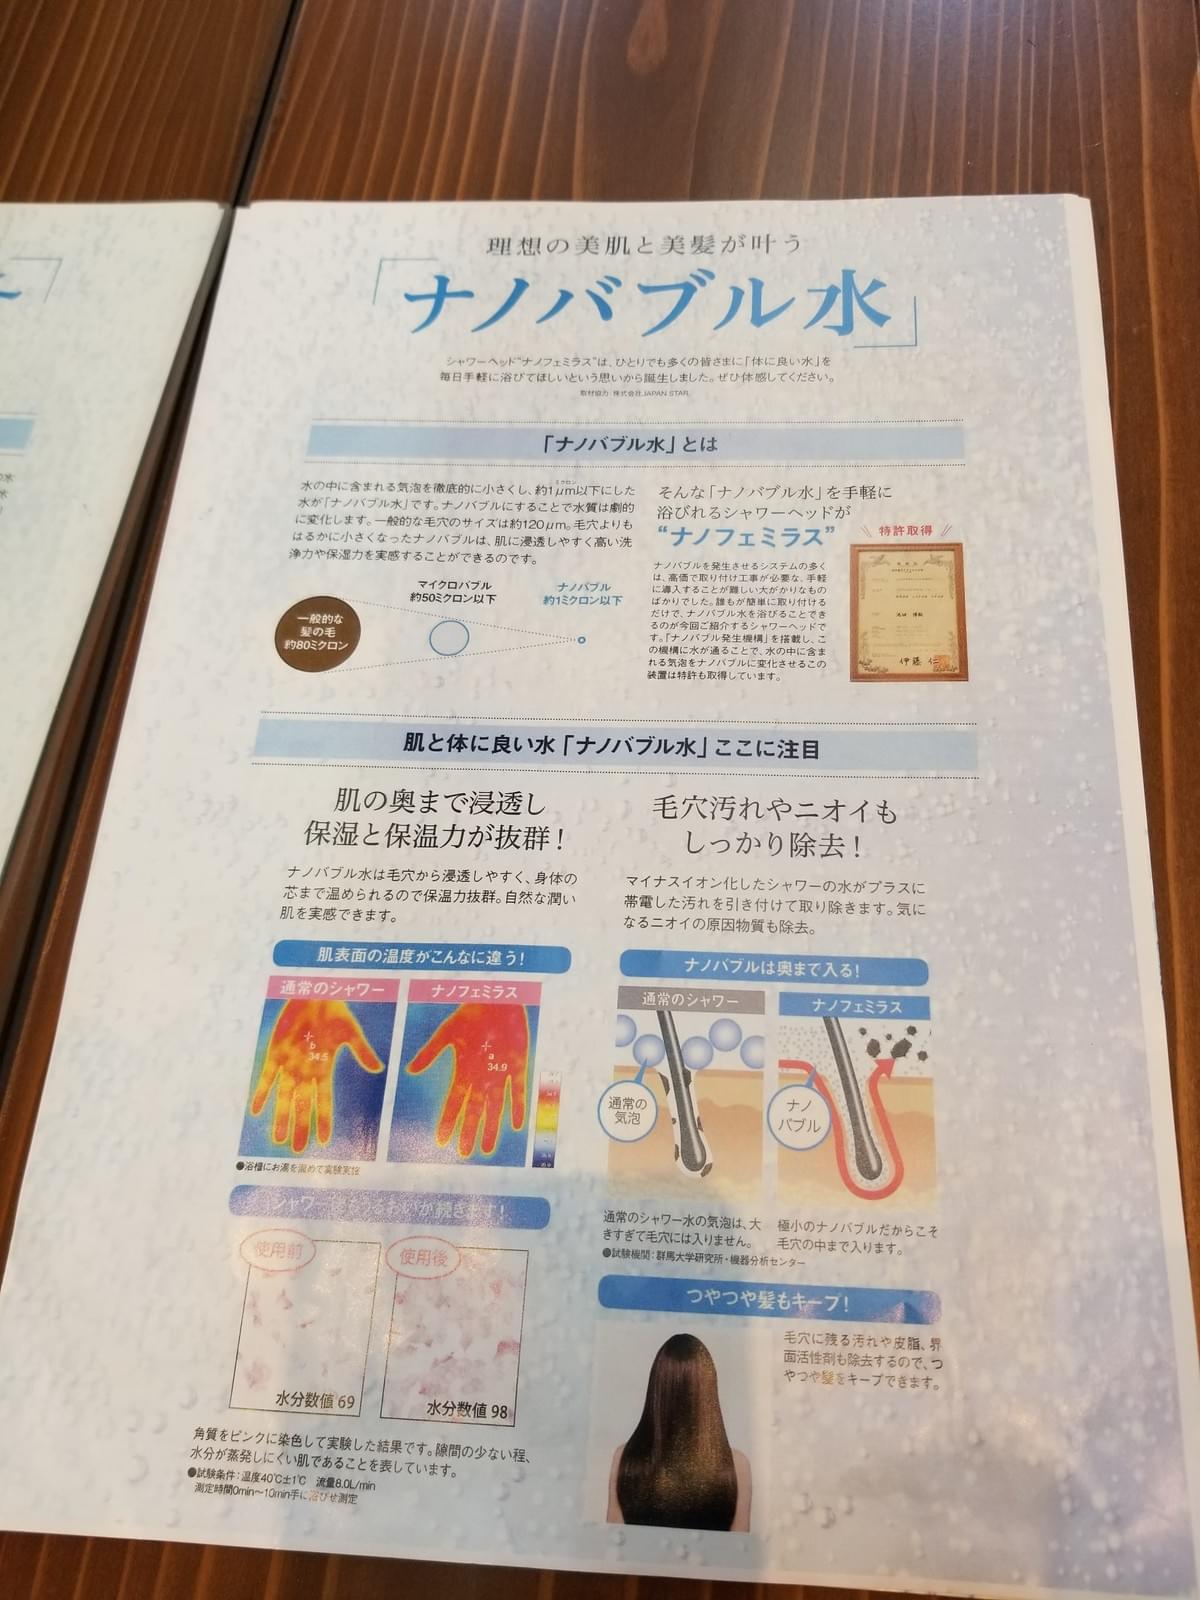 理想の美肌と美髪が叶う
「ナノバブル水」
シャワーヘッド“ナノフェミラス”は、ひとりでも多くの皆さまに「体に良い水」を
毎日手軽に浴びてほしいという思いから誕生しました。ぜひ体感してください。
取材協力 株式会社JAPAN STAR
「ナノバブル水」とは
水の中に含まれる気泡を徹底的に小さくし、約1μm以下にした
ミクロン
水が「ナノバブル水」です。ナノバブルにすることで水質は劇的
に変化します。一般的な毛穴のサイズは約120μm。毛穴よりも
はるかに小さくなったナノバブルは、肌に浸透しやすく高い洗
浄力や保湿力を実感することができるのです。
一般的な
髪の毛
約80ミクロン
マイクロバブル
約50ミクロン以下
ナノバブル
約1ミクロン以下
そんな「ナノバブル水」を手軽に
浴びれるシャワーヘッドが
“ナノフェミラス”
特許取得
ナノバブルを発生させるシステムの多く
は、高価で取り付け工事が必要な、手軽
に導入することが難しい大がかりなもの
ばかりでした。誰もが簡単に取り付ける
だけで、ナノバブル水を浴びることでき
るのが今回ご紹介するシャワーヘッドで
す。「ナノバブル発生機構」を搭載し、こ
の機構に水が通ることで、水の中に含ま
れる気泡をナノバブルに変化させるこの
装置は特許も取得しています。
肌と体に良い水「ナノバブル水」ここに注目
肌の奥まで浸透し
保湿と保温力が抜群!
ナノバブル水は毛穴から浸透しやすく、身体の
芯まで温められるので保温力抜群。自然な潤い
肌を実感できます。
肌表面の温度がこんなに違う!
通常のシャワー
ナノフェミラス
b
34.5
a
34.9
●浴槽にお湯を溜めて実験実施
使用前
使用後
水分数値 69
水分数値 98
角質をピンクに染色して実験した結果です。隙間の少ない程、
水分が蒸発しにくい肌であることを表しています。
●試験条件:温度40℃±1℃ 流量8.0L/min
測定時間0min〜10min手に浴びせ測定
毛穴汚れやニオイも
しっかり除去!
マイナスイオン化したシャワーの水がプラスに
帯電した汚れを引き付けて取り除きます。気に
なるニオイの原因物質も除去。
ナノバブルは奥まで入る!
通常のシャワー
ナノフェミラス
通常の
気泡
ナノ
バブル
通常のシャワー水の気泡は、大
きすぎて毛穴には入りません。
極小のナノバブルだからこそ
毛穴の中まで入ります。
●試験機関:群馬大学研究所・機器分析センター
つやつや髪もキープ!
毛穴に残る汚れや皮脂、界
面活性剤も除去するので、つ
やつや髪をキープできます。